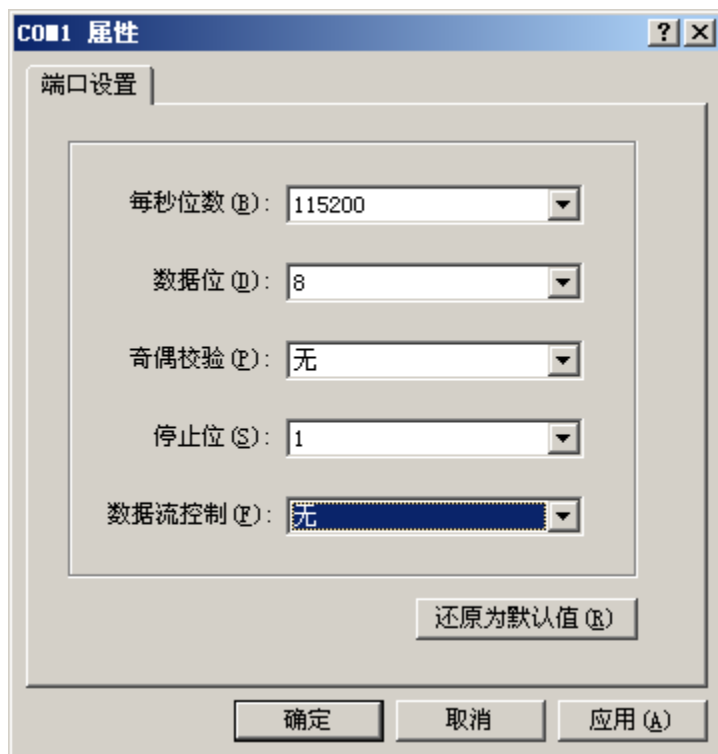 COM1 属性
端口设置
每秒位数(B): 115200
数据位(D): 8
奇偶校验(P): 无
停止位(S): 1
数据流控制(F): 无
还原为默认值(R)
确定 取消 应用(A)